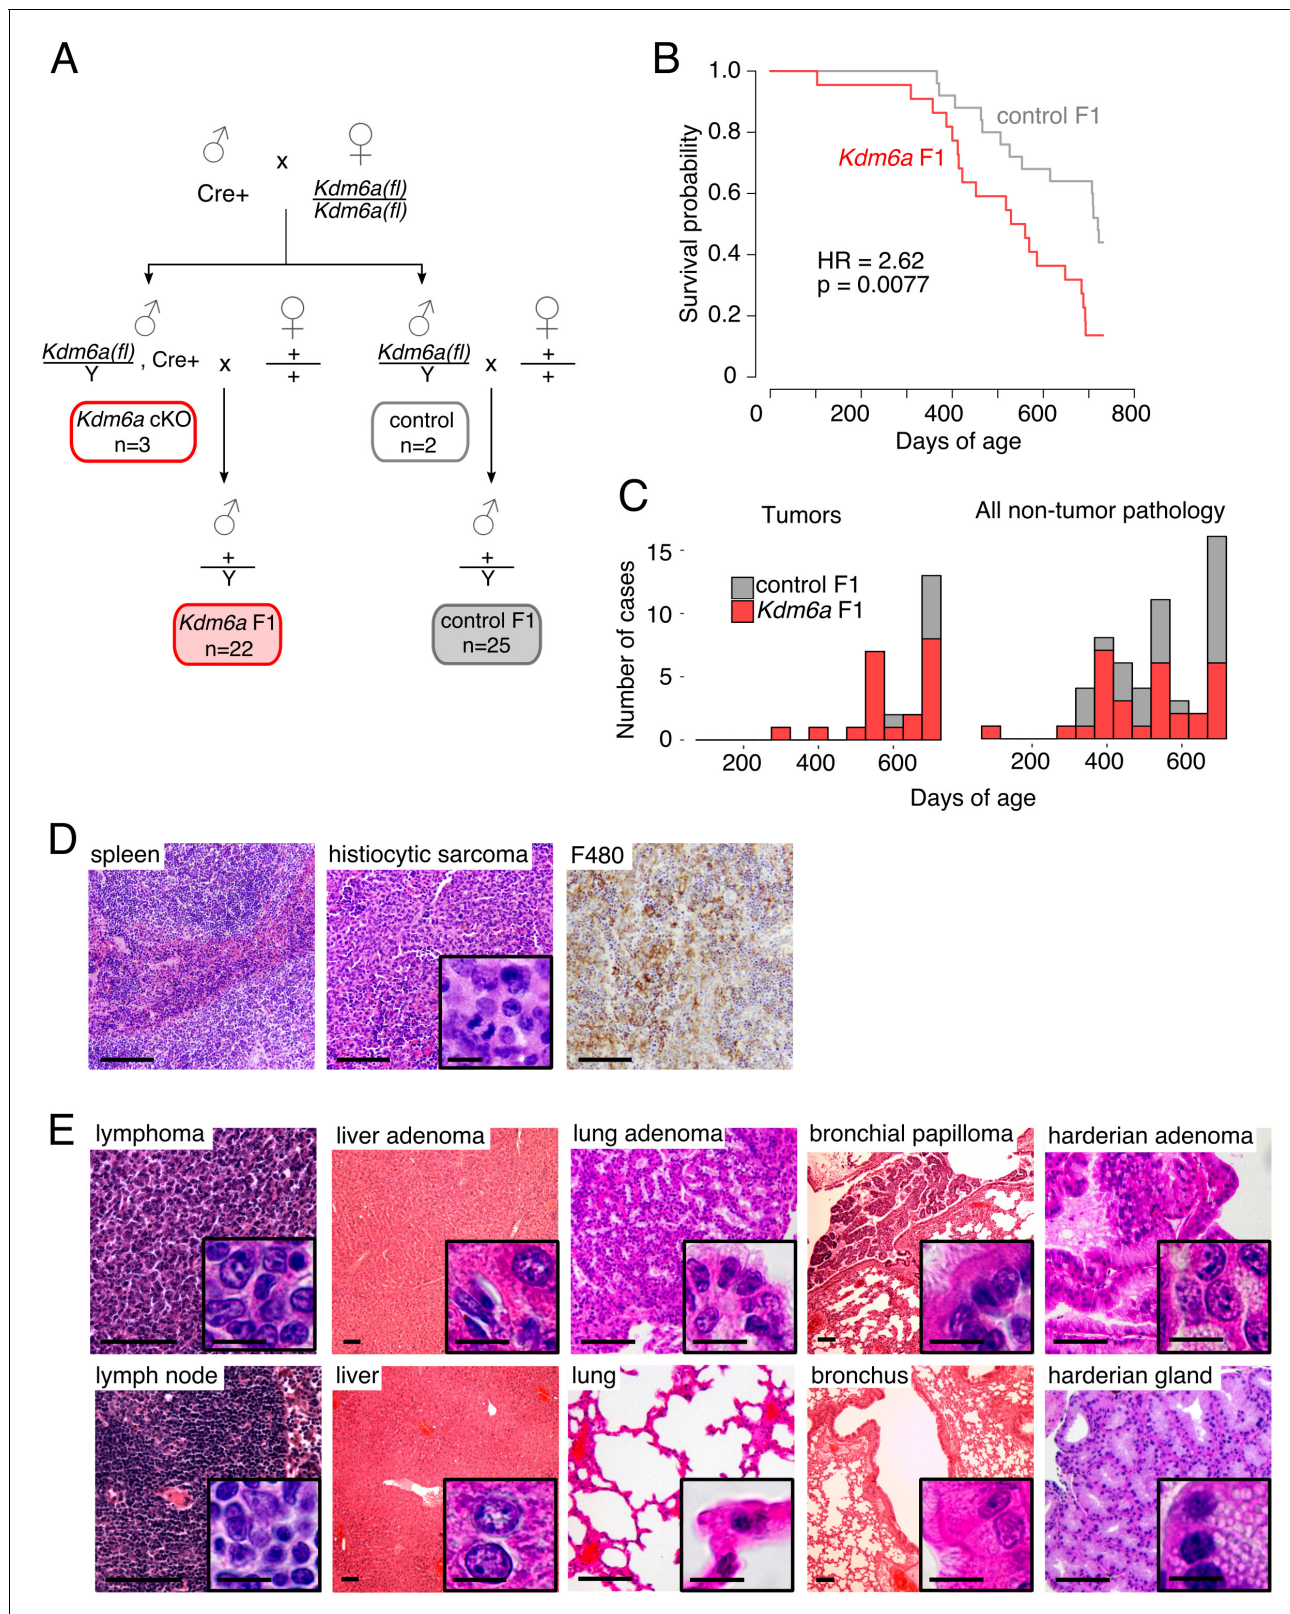 A
♂ x ♀
Cre+
Kdm6a(fl)
Kdm6a(fl)
♂ ♀ ♂ ♀
Kdm6a(fl)
Y
, Cre+
x
+
+
Kdm6a(fl)
Y
x
+
+
Kdm6a cKO
n=3
control
n=2
♂ ♂
+
Y
+
Y
Kdm6a F1
n=22
control F1
n=25
B
Survival probability
1.0
0.8
0.6
0.4
0.2
0
control F1
Kdm6a F1
HR = 2.62
p = 0.0077
0 200 400 600 800
Days of age
C
Tumors
All non-tumor pathology
Number of cases
15
10
5
0
control F1
Kdm6a F1
200 400 600
200 400 600
Days of age
D
spleen
histiocytic sarcoma
F480
E
lymphoma
liver adenoma
lung adenoma
bronchial papilloma
harderian adenoma
lymph node
liver
lung
bronchus
harderian gland